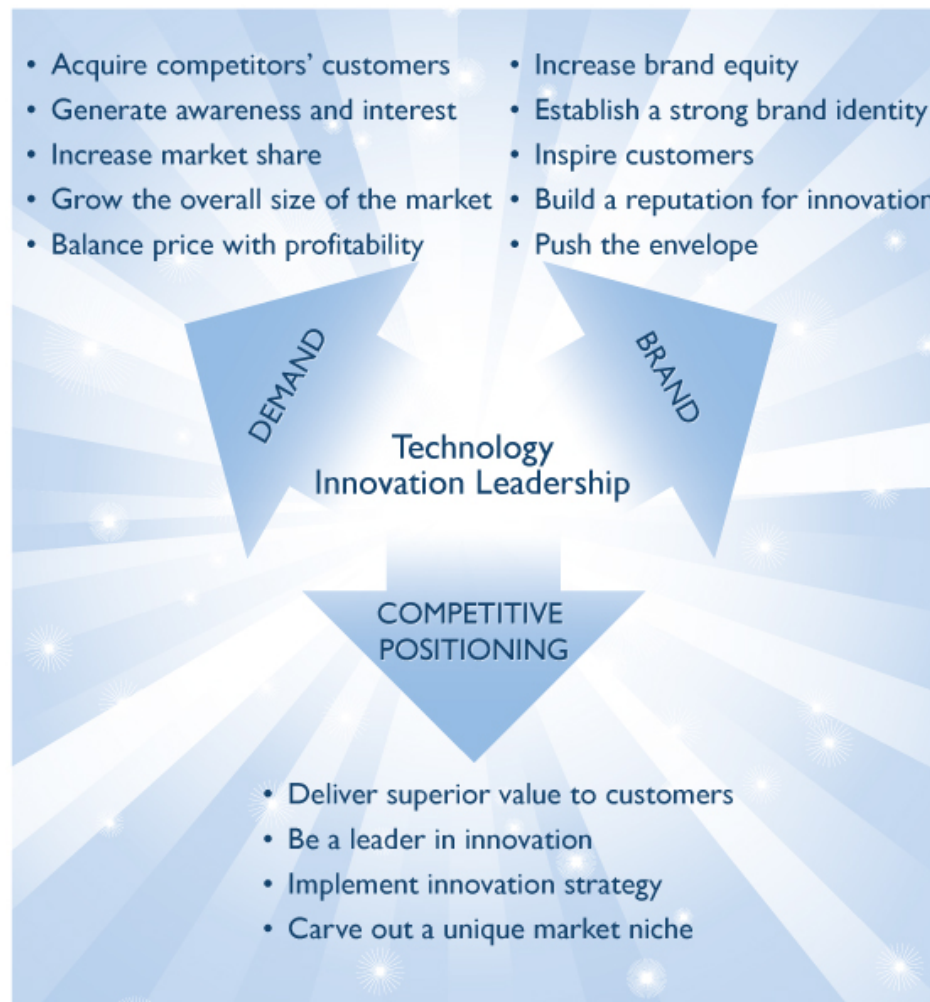 • Acquire competitors’ customers
• Generate awareness and interest
• Increase market share
• Grow the overall size of the market
• Balance price with profitability
• Increase brand equity
• Establish a strong brand identity
• Inspire customers
• Build a reputation for innovation
• Push the envelope
DEMAND
BRAND
Technology
Innovation Leadership
COMPETITIVE
POSITIONING
• Deliver superior value to customers
• Be a leader in innovation
• Implement innovation strategy
• Carve out a unique market niche